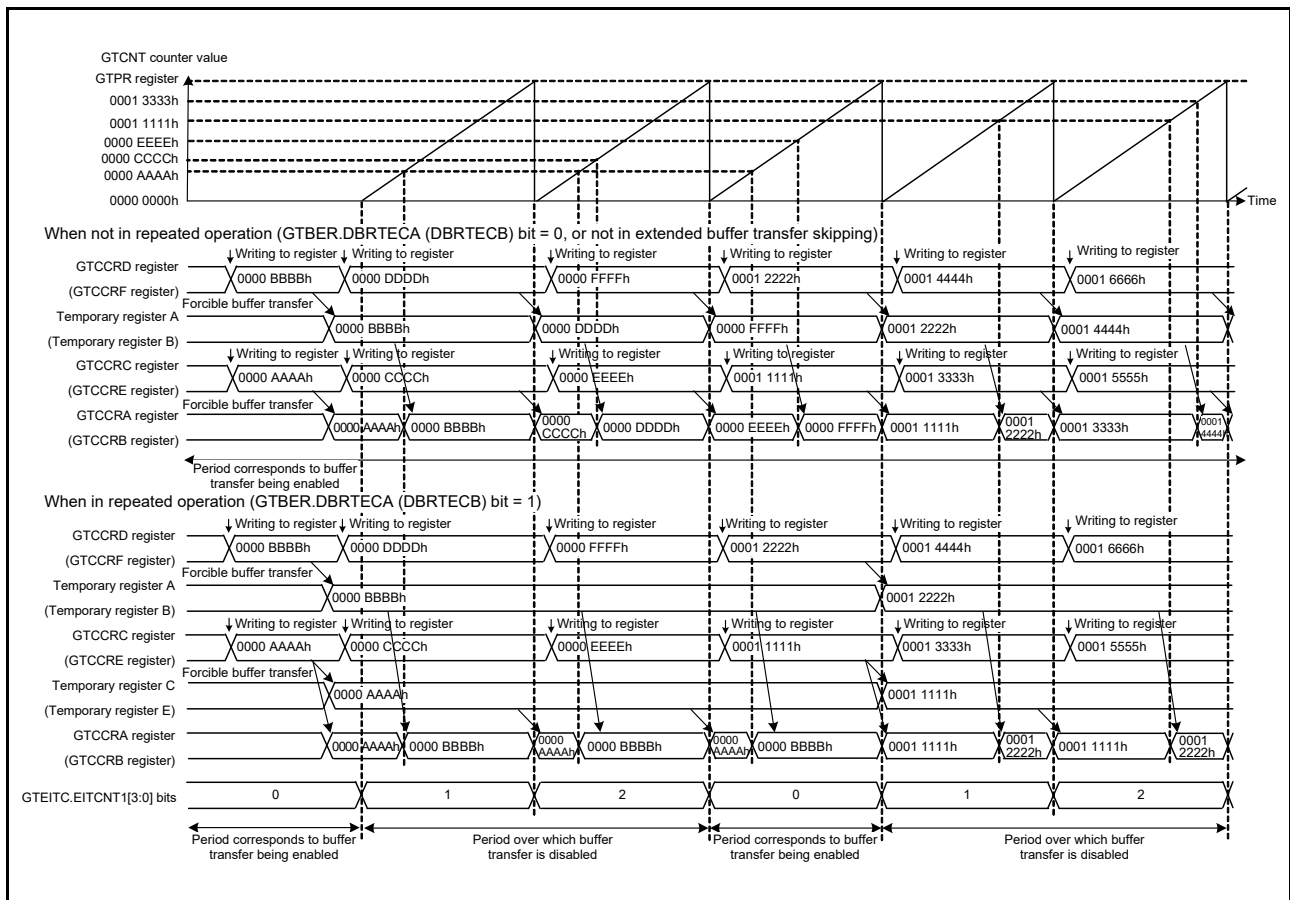 GTCNT counter value
GTPR register
0001 3333h
0001 1111h
0000 EEEEh
0000 CCCCh
0000 AAAAh
0000 0000h
Time
When not in repeated operation (GTBER.DBRTECA (DBRTECB) bit = 0, or not in extended buffer transfer skipping)
Writing to register Writing to register Writing to register Writing to register Writing to register Writing to register
GTCCRD register
0000 BBBBh 0000 DDDDh 0000 FFFFh 0001 2222h 0001 4444h 0001 6666h
(GTCCRF register)
Forcible buffer transfer
Temporary register A
0000 BBBBh 0000 DDDDh 0000 FFFFh 0001 2222h 0001 4444h
(Temporary register B)
Writing to register Writing to register Writing to register Writing to register Writing to register Writing to register
GTCCRC register
0000 AAAAh 0000 CCCCh 0000 EEEEh 0001 1111h 0001 3333h 0001 5555h
(GTCCRE register)
Forcible buffer transfer
GTCCRA register
0000 AAAAh 0000 BBBBh 0000 CCCCh 0000 DDDDh 0000 EEEEh 0000 FFFFh 0001 1111h 0001 2222h 0001 3333h 0001 4444h
(GTCCRB register)
Period corresponds to buffer
transfer being enabled
When in repeated operation (GTBER.DBRTECA (DBRTECB) bit = 1)
Writing to register Writing to register Writing to register Writing to register Writing to register Writing to register
GTCCRD register
0000 BBBBh 0000 DDDDh 0000 FFFFh 0001 2222h 0001 4444h 0001 6666h
(GTCCRF register)
Forcible buffer transfer
Temporary register A
0000 BBBBh 0001 2222h
(Temporary register B)
Writing to register Writing to register Writing to register Writing to register Writing to register Writing to register
GTCCRC register
0000 AAAAh 0000 CCCCh 0000 EEEEh 0001 1111h 0001 3333h 0001 5555h
(GTCCRE register)
Forcible buffer transfer
Temporary register C
0000 AAAAh 0001 1111h
(Temporary register E)
GTCCRA register
0000 AAAAh 0000 BBBBh 0000 AAAAh 0000 BBBBh 0000 AAAAh 0000 BBBBh 0001 1111h 0001 2222h 0001 1111h 0001 2222h
(GTCCRB register)
GTEITC.EITCNT1[3:0] bits 0 1 2 0 1 2
Period corresponds to buffer Period over which buffer Period corresponds to buffer Period over which buffer
transfer being enabled transfer is disabled transfer being enabled transfer is disabled